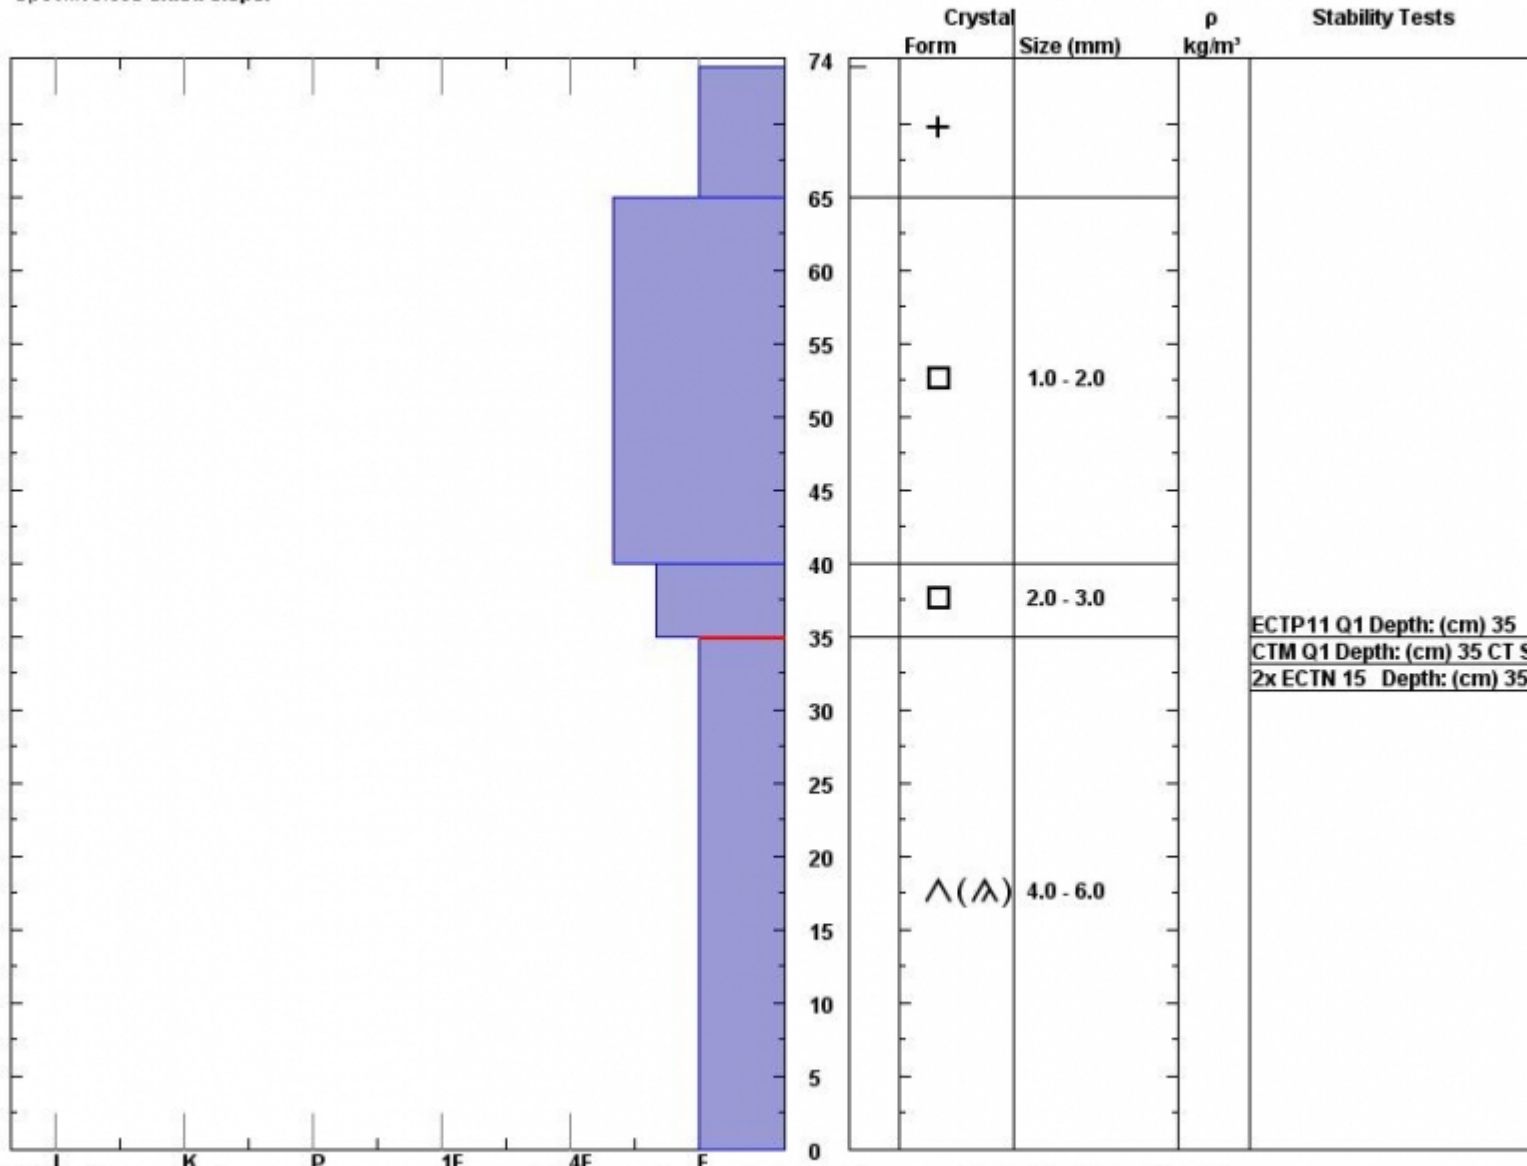 Crystal ρ Stability Tests
Form Size (mm) kg/m³
74
+
65
60
55
□ 1.0 - 2.0
50
45
40
□ 2.0 - 3.0
ECTP11 Q1 Depth: (cm) 35
35
CTM Q1 Depth: (cm) 35 CT S
2x ECTN 15 Depth: (cm) 35
30
25
20
∧(⩚) 4.0 - 6.0
15
10
5
0
I K P 1F 4F F